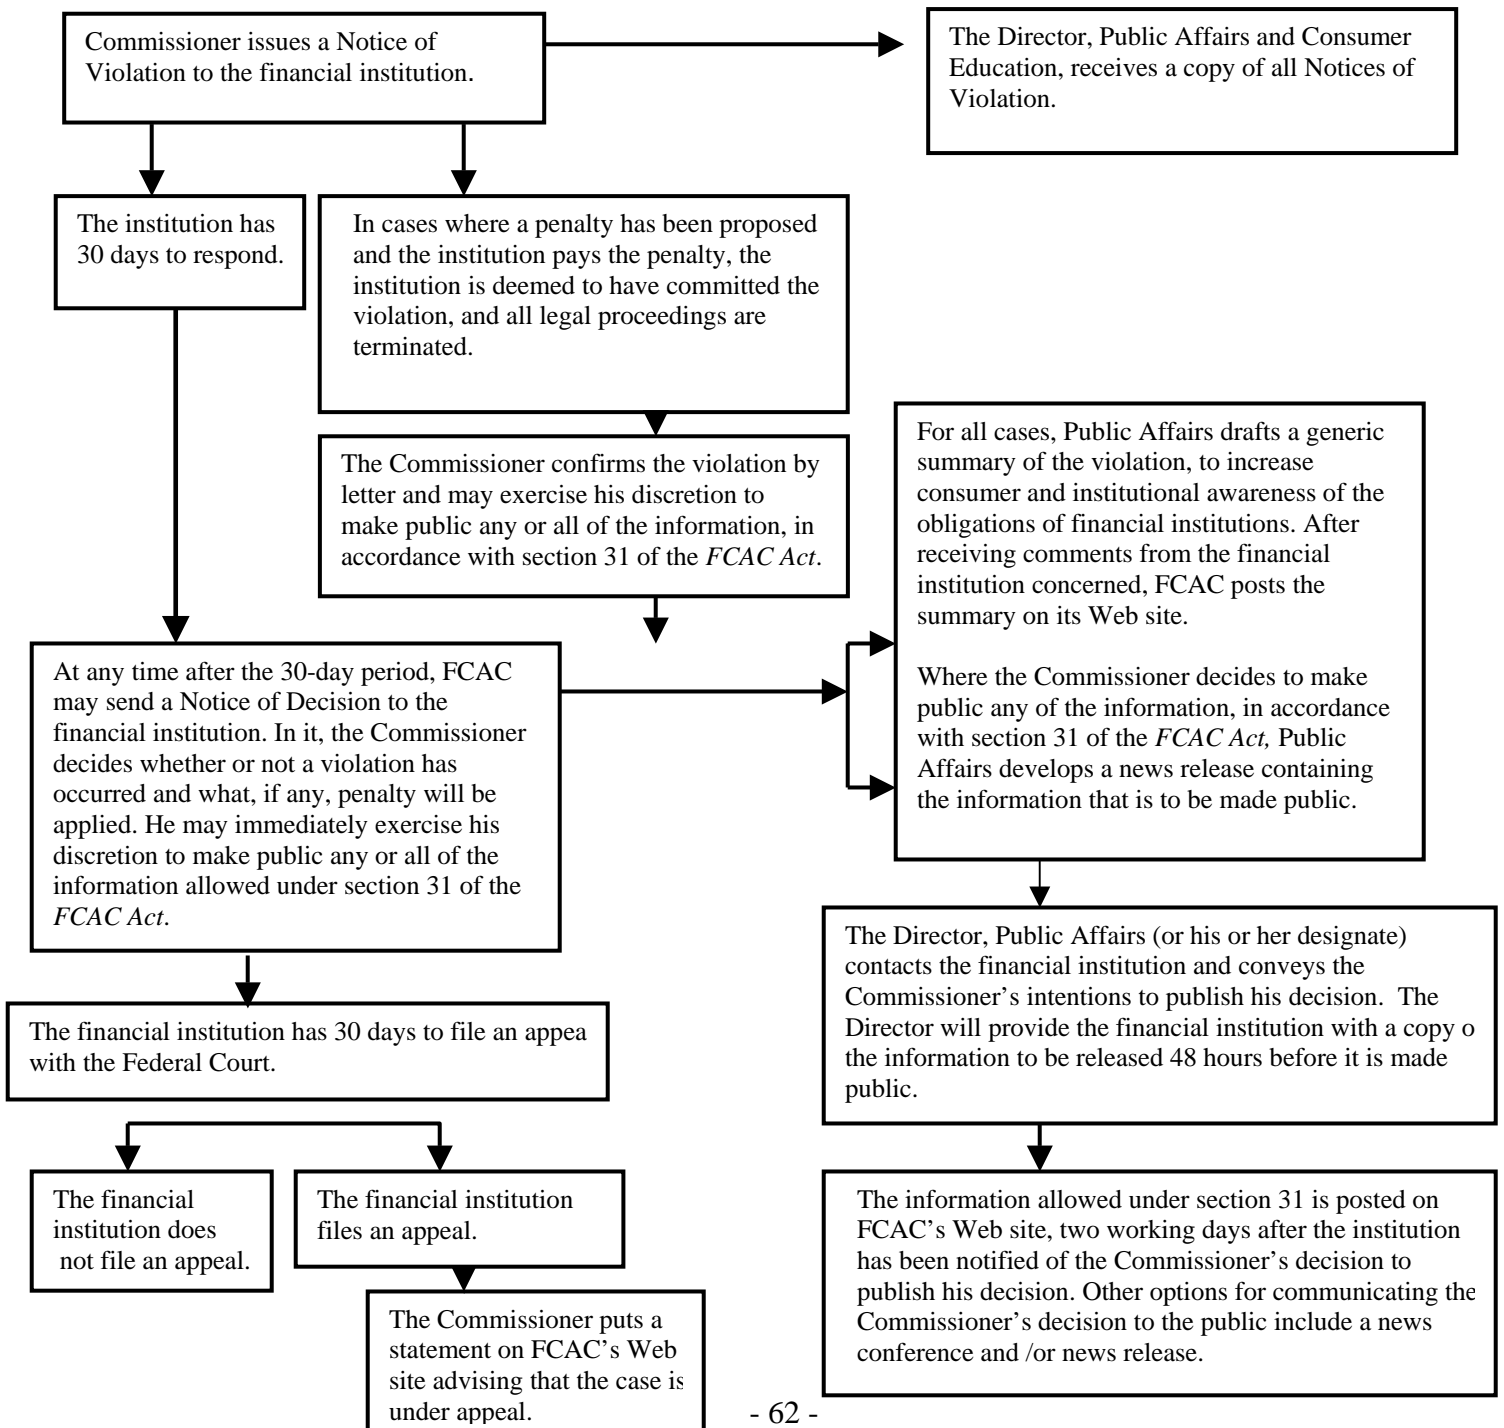 Commissioner issues a Notice of
Violation to the financial institution.
The Director, Public Affairs and Consumer
Education, receives a copy of all Notices of
Violation.
The institution has
30 days to respond.
In cases where a penalty has been proposed
and the institution pays the penalty, the
institution is deemed to have committed the
violation, and all legal proceedings are
terminated.
The Commissioner confirms the violation by
letter and may exercise his discretion to
make public any or all of the information, in
accordance with section 31 of the FCAC Act.
For all cases, Public Affairs drafts a generic
summary of the violation, to increase
consumer and institutional awareness of the
obligations of financial institutions. After
receiving comments from the financial
institution concerned, FCAC posts the
summary on its Web site.
Where the Commissioner decides to make
public any of the information, in accordance
with section 31 of the FCAC Act, Public
Affairs develops a news release containing
the information that is to be made public.
At any time after the 30-day period, FCAC
may send a Notice of Decision to the
financial institution. In it, the Commissioner
decides whether or not a violation has
occurred and what, if any, penalty will be
applied. He may immediately exercise his
discretion to make public any or all of the
information allowed under section 31 of the
FCAC Act.
The Director, Public Affairs (or his or her designate)
contacts the financial institution and conveys the
Commissioner's intentions to publish his decision. The
Director will provide the financial institution with a copy o
the information to be released 48 hours before it is made
public.
The financial institution has 30 days to file an appea
with the Federal Court.
The financial
institution does
not file an appeal.
The financial institution
files an appeal.
The Commissioner puts a
statement on FCAC's Web
site advising that the case is
under appeal.
The information allowed under section 31 is posted on
FCAC's Web site, two working days after the institution
has been notified of the Commissioner's decision to
publish his decision. Other options for communicating the
Commissioner's decision to the public include a news
conference and /or news release.
- 62 -